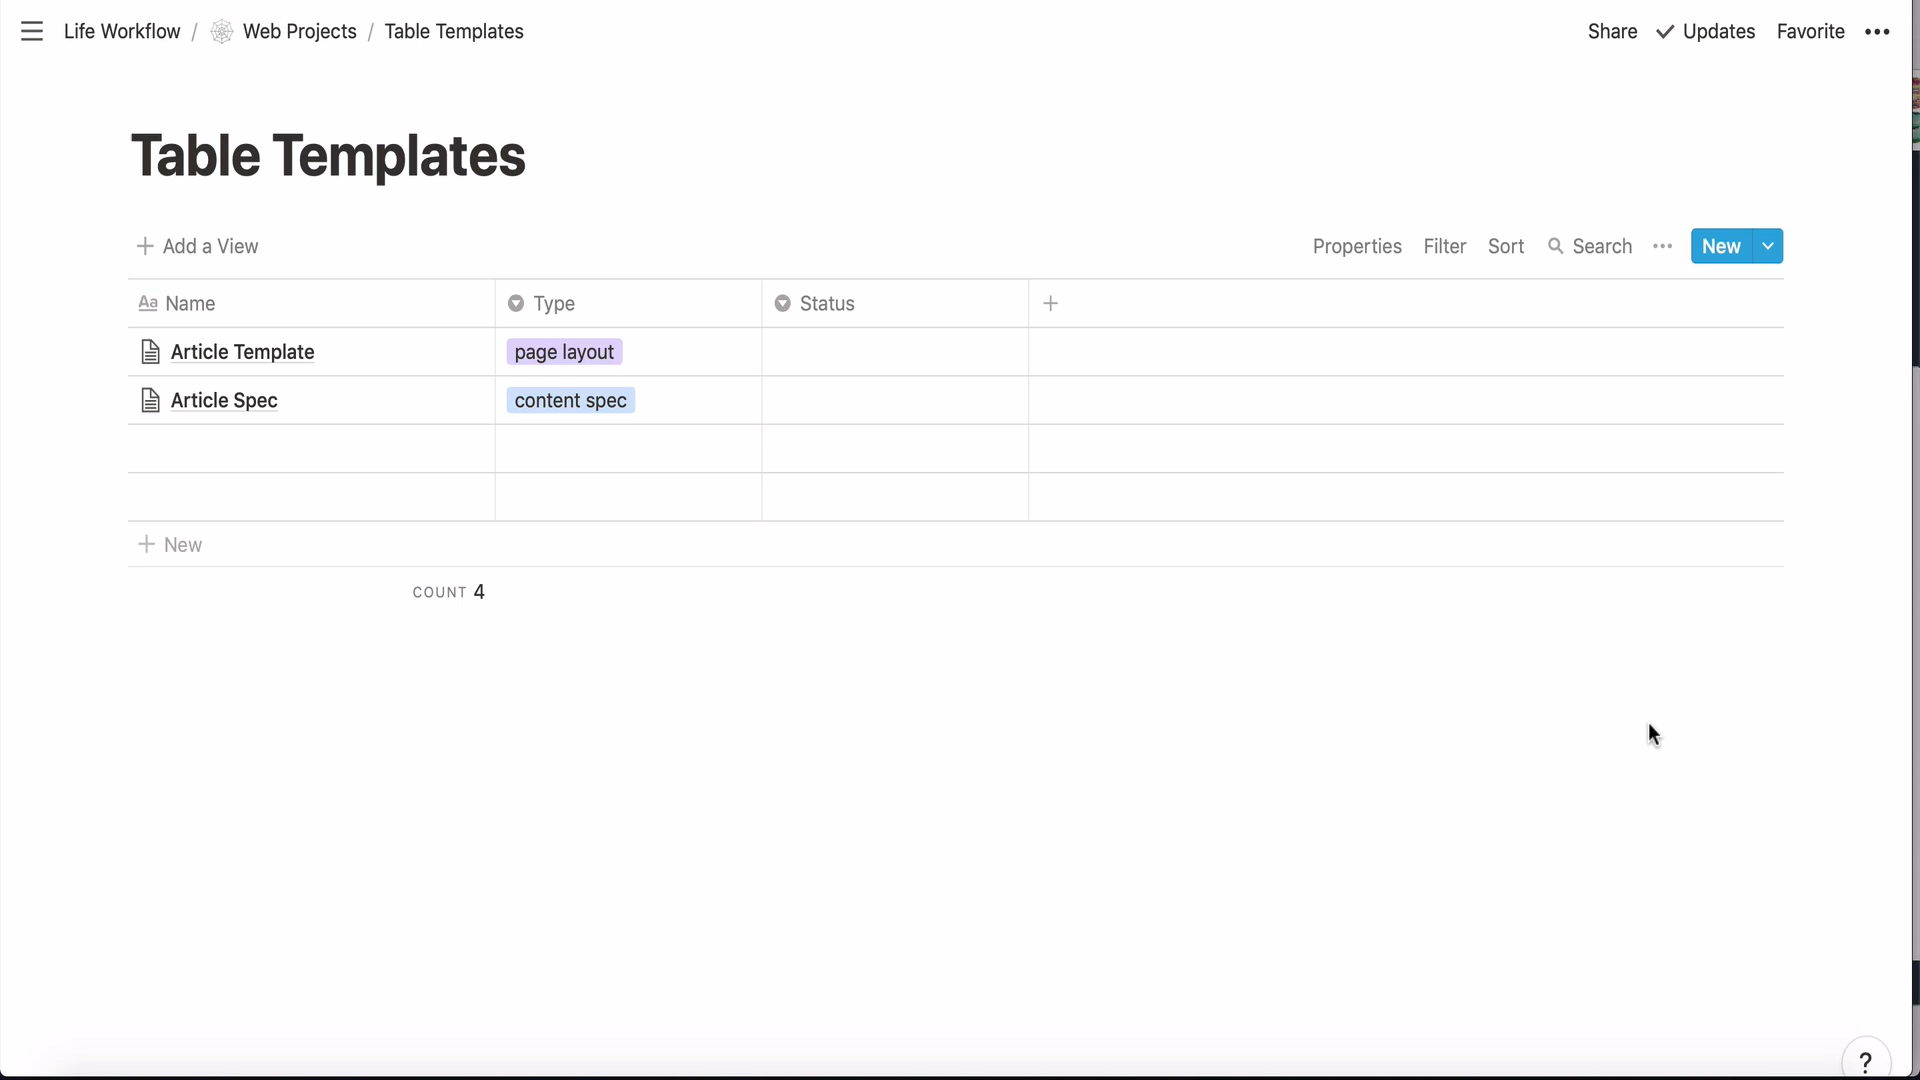 Life Workflow / Web Projects / Table Templates
Share Updates Favorite •••
Table Templates
+ Add a View
Properties Filter Sort Search ••• New
Aa Name Type Status +
Article Template page layout
Article Spec content spec
+ New
COUNT 4
?